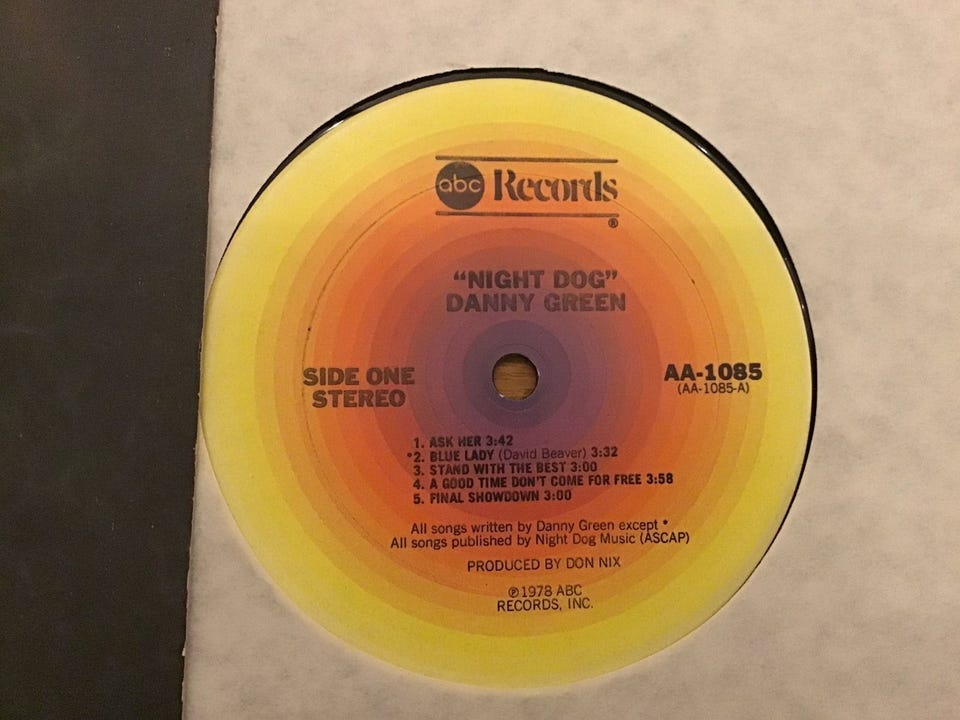 abc Records
®
"NIGHT DOG"
DANNY GREEN
SIDE ONE
STEREO
AA-1085
(AA-1085-A)
1. ASK HER 3:42
*2. BLUE LADY (David Beaver) 3:32
3. STAND WITH THE BEST 3:00
4. A GOOD TIME DON'T COME FOR FREE 3:58
5. FINAL SHOWDOWN 3:00
All songs written by Danny Green except *
All songs published by Night Dog Music (ASCAP)
PRODUCED BY DON NIX
℗1978 ABC
RECORDS, INC.